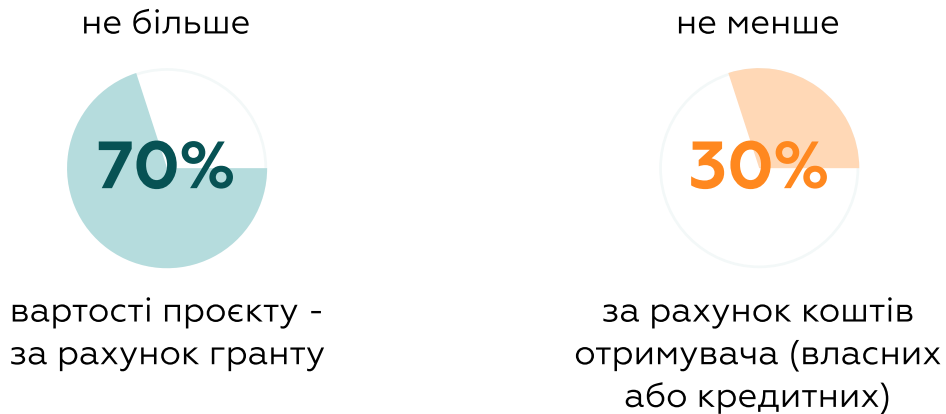 не більше
70%
вартості проєкту -
за рахунок гранту
не менше
30%
за рахунок коштів
отримувача (власних
або кредитних)